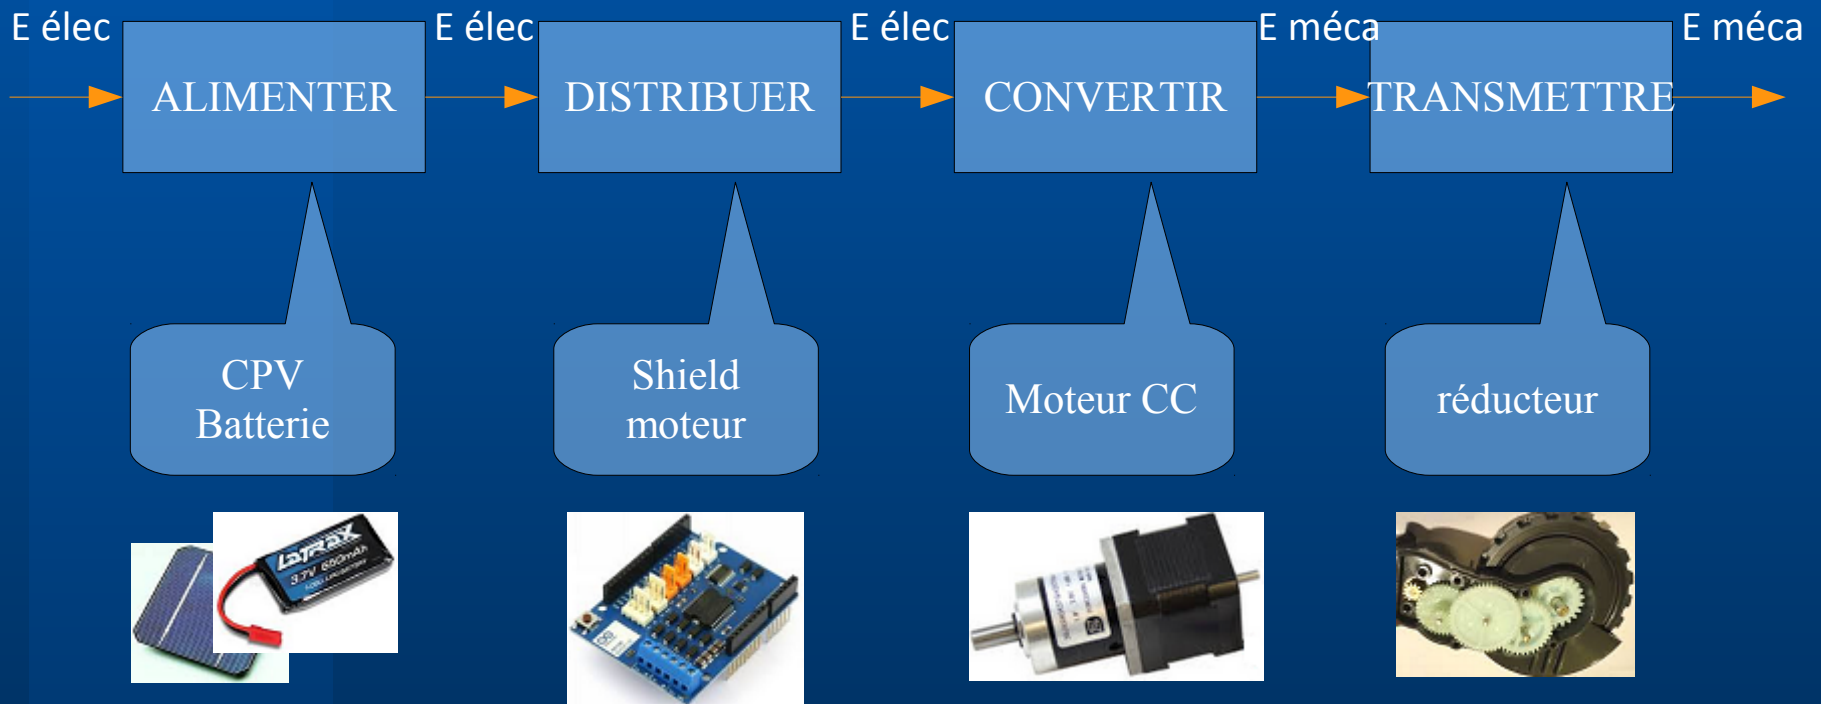 E élec
E élec
E élec
E méca
E méca
ALIMENTER
DISTRIBUER
CONVERTIR
TRANSMETTRE
CPV
Batterie
Shield
moteur
Moteur CC
réducteur
LATRAX
3.7V 650mAh